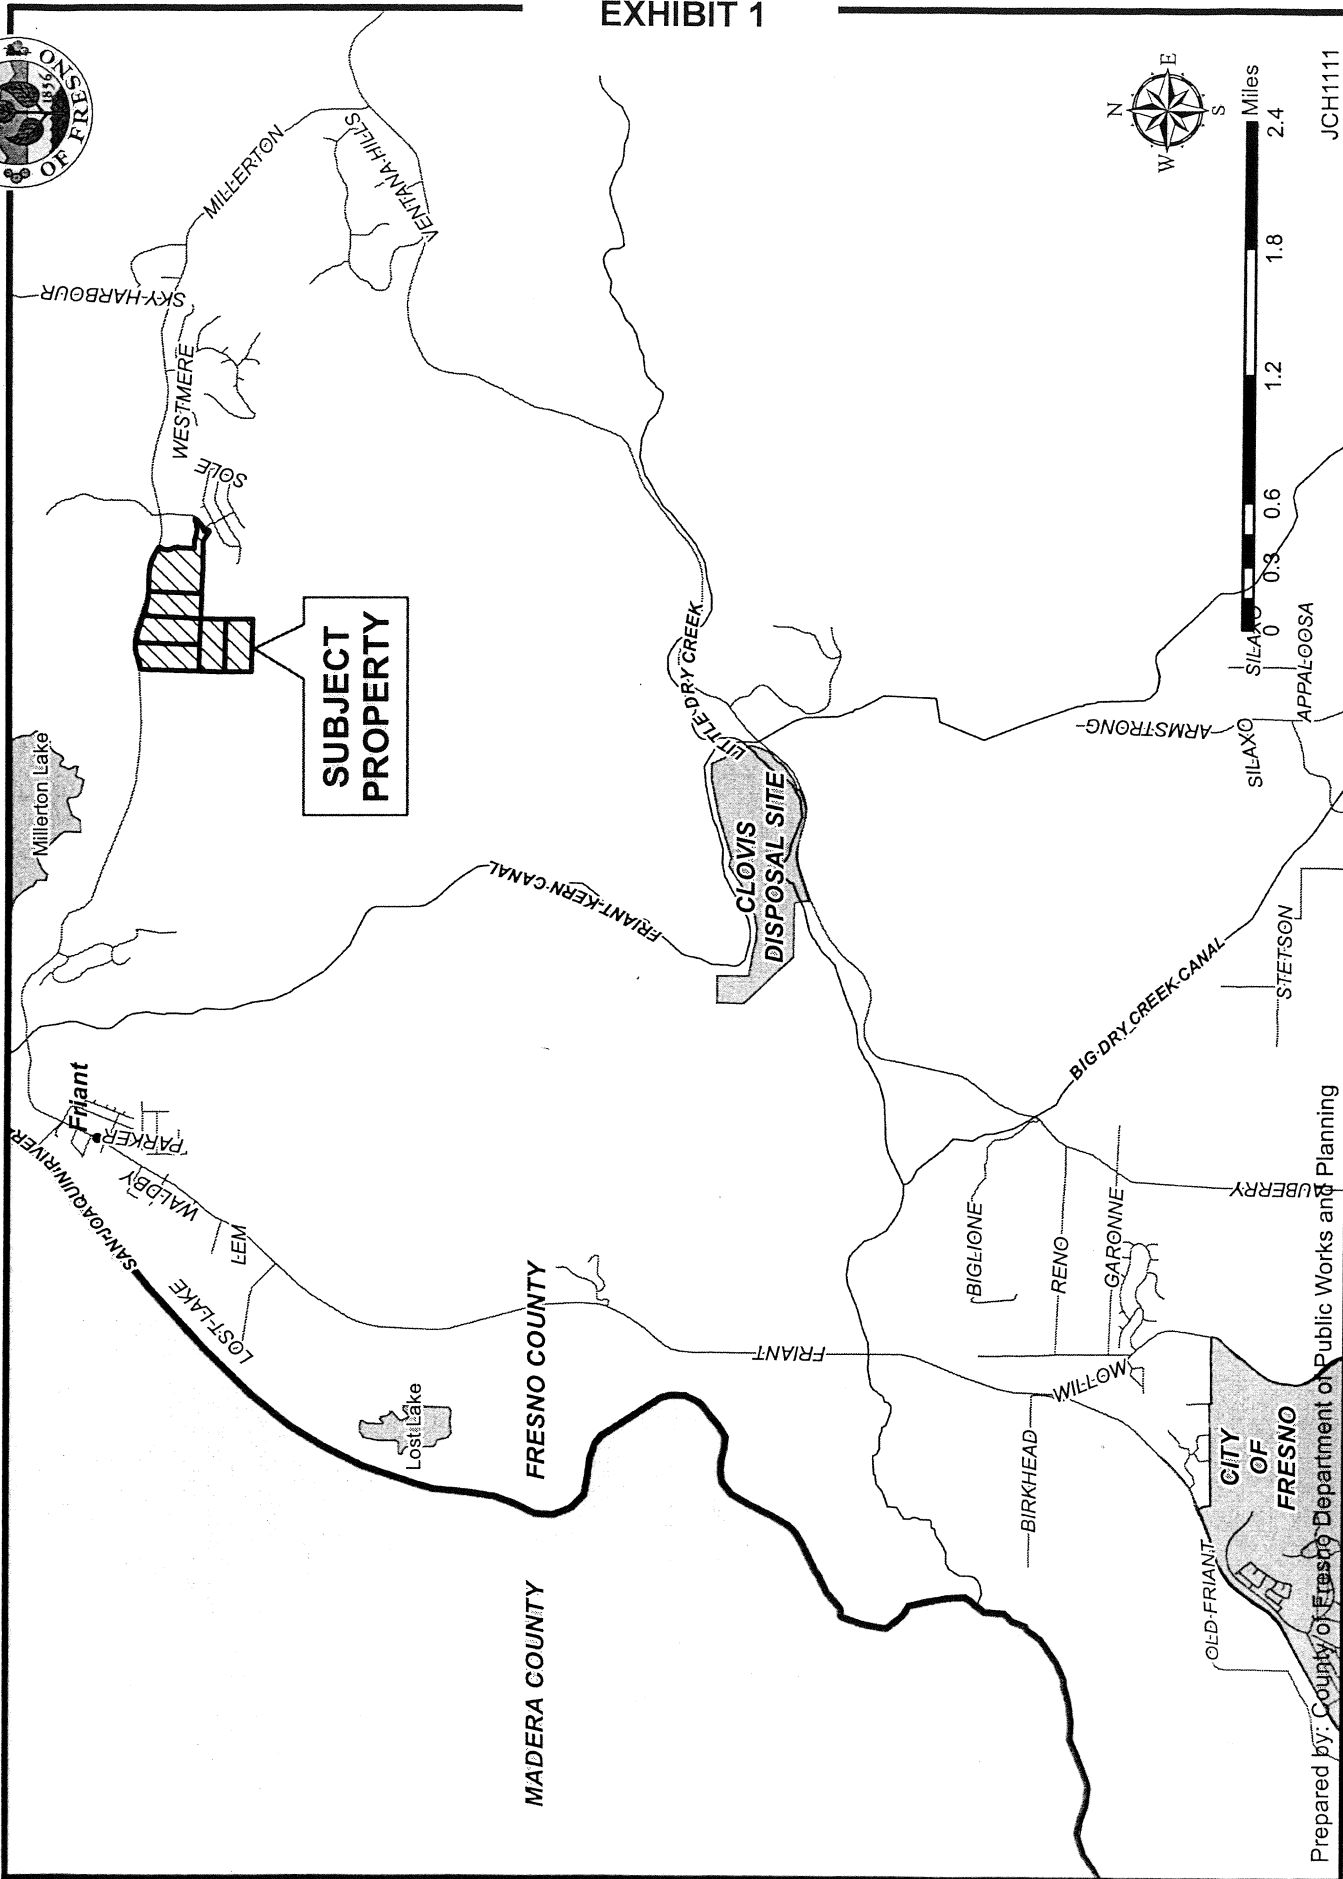 EXHIBIT 1
OF FRESNO
1856
MILLERTON
VENTANA HILLS
SKY HARBOUR
WESTMERE
SOLE
SUBJECT
PROPERTY
Millerton Lake
LITTLE DRY CREEK
CLOVIS
DISPOSAL SITE
FRIANT-KERN CANAL
ARMSTRONG
SILAXO
SILAXO
APPALOOSA
STETSON
BIG DRY CREEK CANAL
Friant
PARKER
WALDBY
LEM
SAN JOAQUIN RIVER
LOST LAKE
Lost Lake
FRESNO COUNTY
MADERA COUNTY
FRIANT
BIGLIONE
RENO
GARONNE
AUBERRY
WILLOW
BIRKHEAD
OLD FRIANT
CITY
OF
FRESNO
N
E
S
W
0 0.3 0.6 1.2 1.8 2.4
Miles
Prepared by: County of Fresno Department of Public Works and Planning
JCH1111